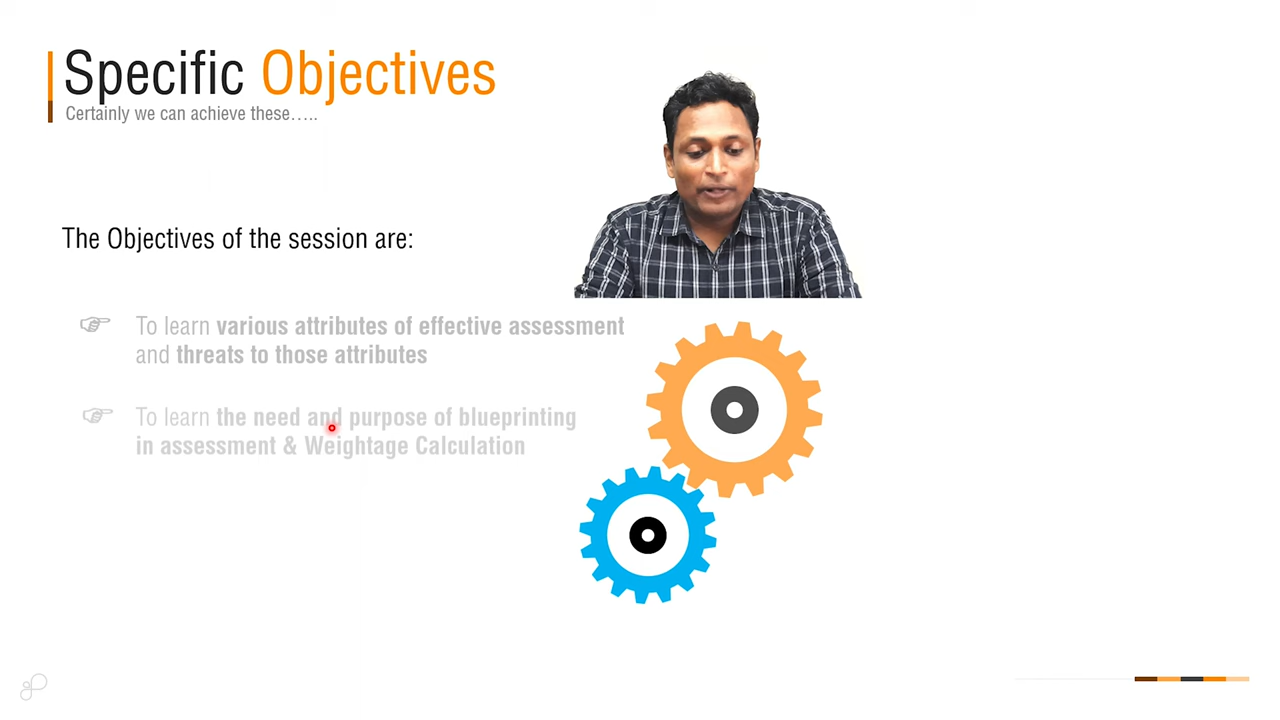 Specific Objectives
Certainly we can achieve these.....
The Objectives of the session are:
To learn various attributes of effective assessment
and threats to those attributes
To learn the need and purpose of blueprinting
in assessment & Weightage Calculation